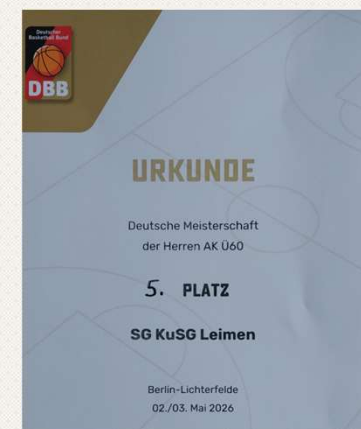 Deutscher
Basketball Bund
DBB
URKUNDE
Deutsche Meisterschaft
der Herren AK Ü60
5. PLATZ
SG KuSG Leimen
Berlin-Lichterfelde
02./03. Mai 2026